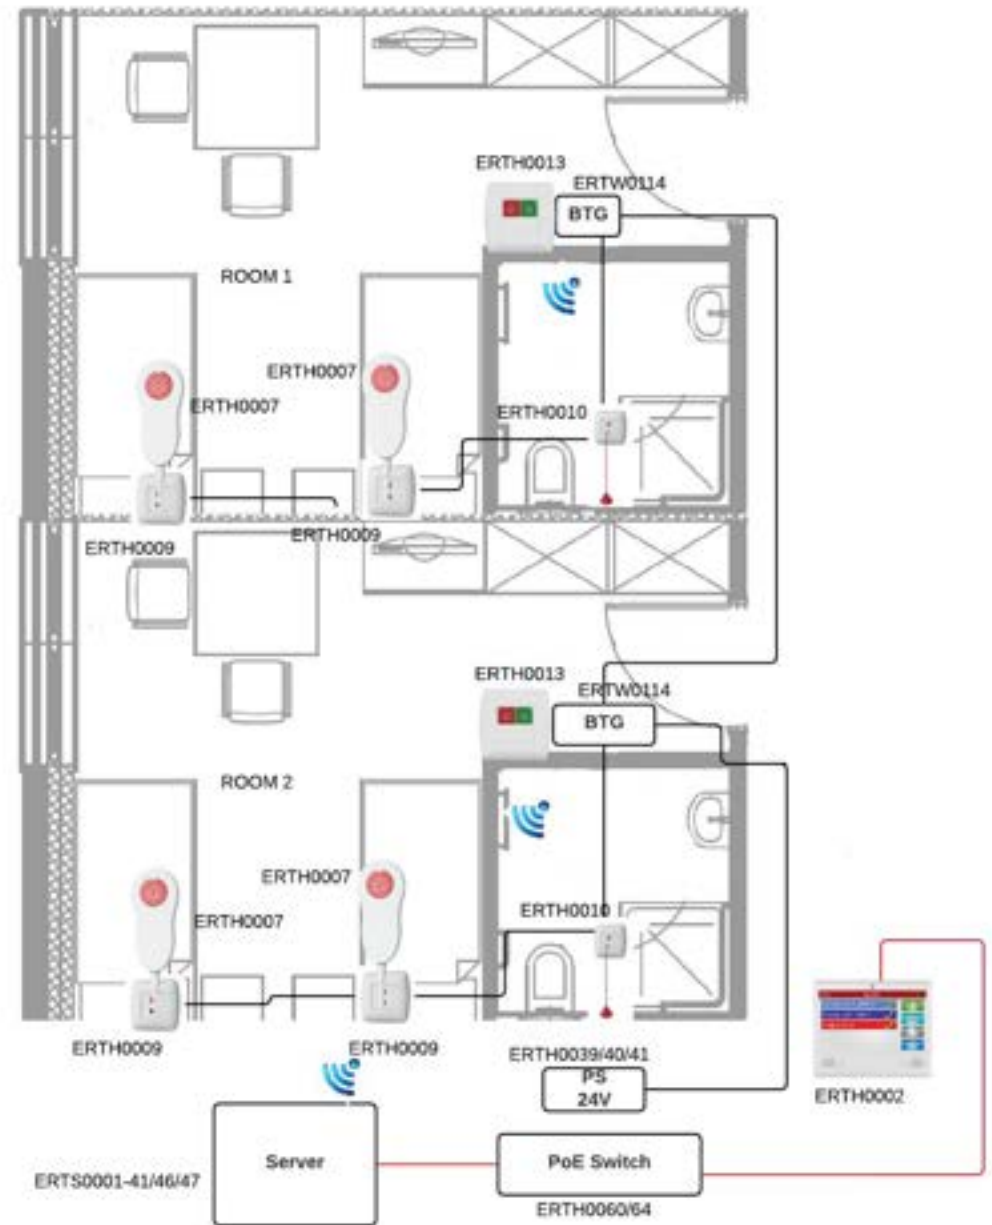 ERTH0013
ERTW0114
BTG
ROOM 1
ERTH0007
ERTH0007
ERTH0010
ERTH0009
ERTH0009
ERTH0013
ERTW0114
BTG
ROOM 2
ERTH0007
ERTH0007
ERTH0010
ERTH0009
ERTH0009
ERTH0039/40/41
PS
24V
ERTH0002
Server
PoE Switch
ERTS0001-41/46/47
ERTH0060/64